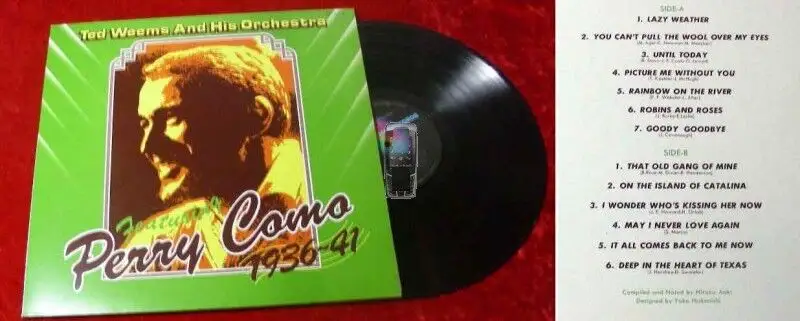 Ted Weems And His Orchestra
Featuring
Perry Como
1936-41
SIDE-A
1. LAZY WEATHER
2. YOU CAN'T PULL THE WOOL OVER MY EYES
3. UNTIL TODAY
4. PICTURE ME WITHOUT YOU
5. RAINBOW ON THE RIVER
6. ROBINS AND ROSES
7. GOODY GOODBYE
SIDE-B
1. THAT OLD GANG OF MINE
2. ON THE ISLAND OF CATALINA
3. I WONDER WHO'S KISSING HER NOW
4. MAY I NEVER LOVE AGAIN
5. IT ALL COMES BACK TO ME NOW
6. DEEP IN THE HEART OF TEXAS
Compiled and Noted by
Designed by